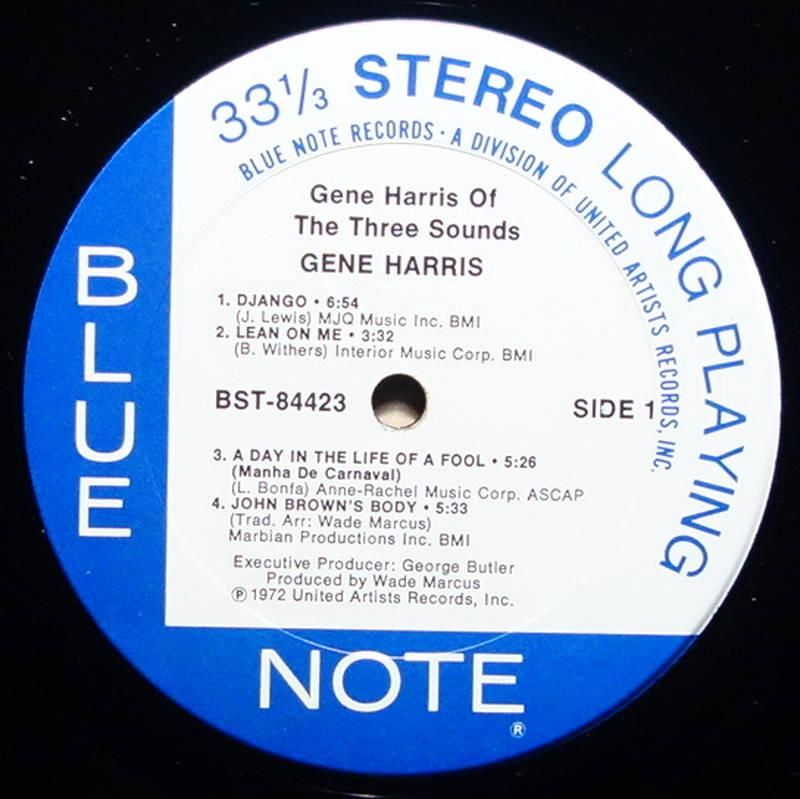 33 1/3 STEREO LONG PLAYING
BLUE NOTE RECORDS · A DIVISION OF UNITED ARTISTS RECORDS, INC.
Gene Harris Of
The Three Sounds
GENE HARRIS
1. DJANGO • 6:54
(J. Lewis) MJQ Music Inc. BMI
2. LEAN ON ME • 3:32
(B. Withers) Interior Music Corp. BMI
BST-84423
SIDE 1
3. A DAY IN THE LIFE OF A FOOL • 5:26
(Manha De Carnaval)
(L. Bonfa) Anne-Rachel Music Corp. ASCAP
4. JOHN BROWN'S BODY • 5:33
(Trad. Arr: Wade Marcus)
Marbian Productions Inc. BMI
Executive Producer: George Butler
Produced by Wade Marcus
℗ 1972 United Artists Records, Inc.
BLUE
NOTE
®